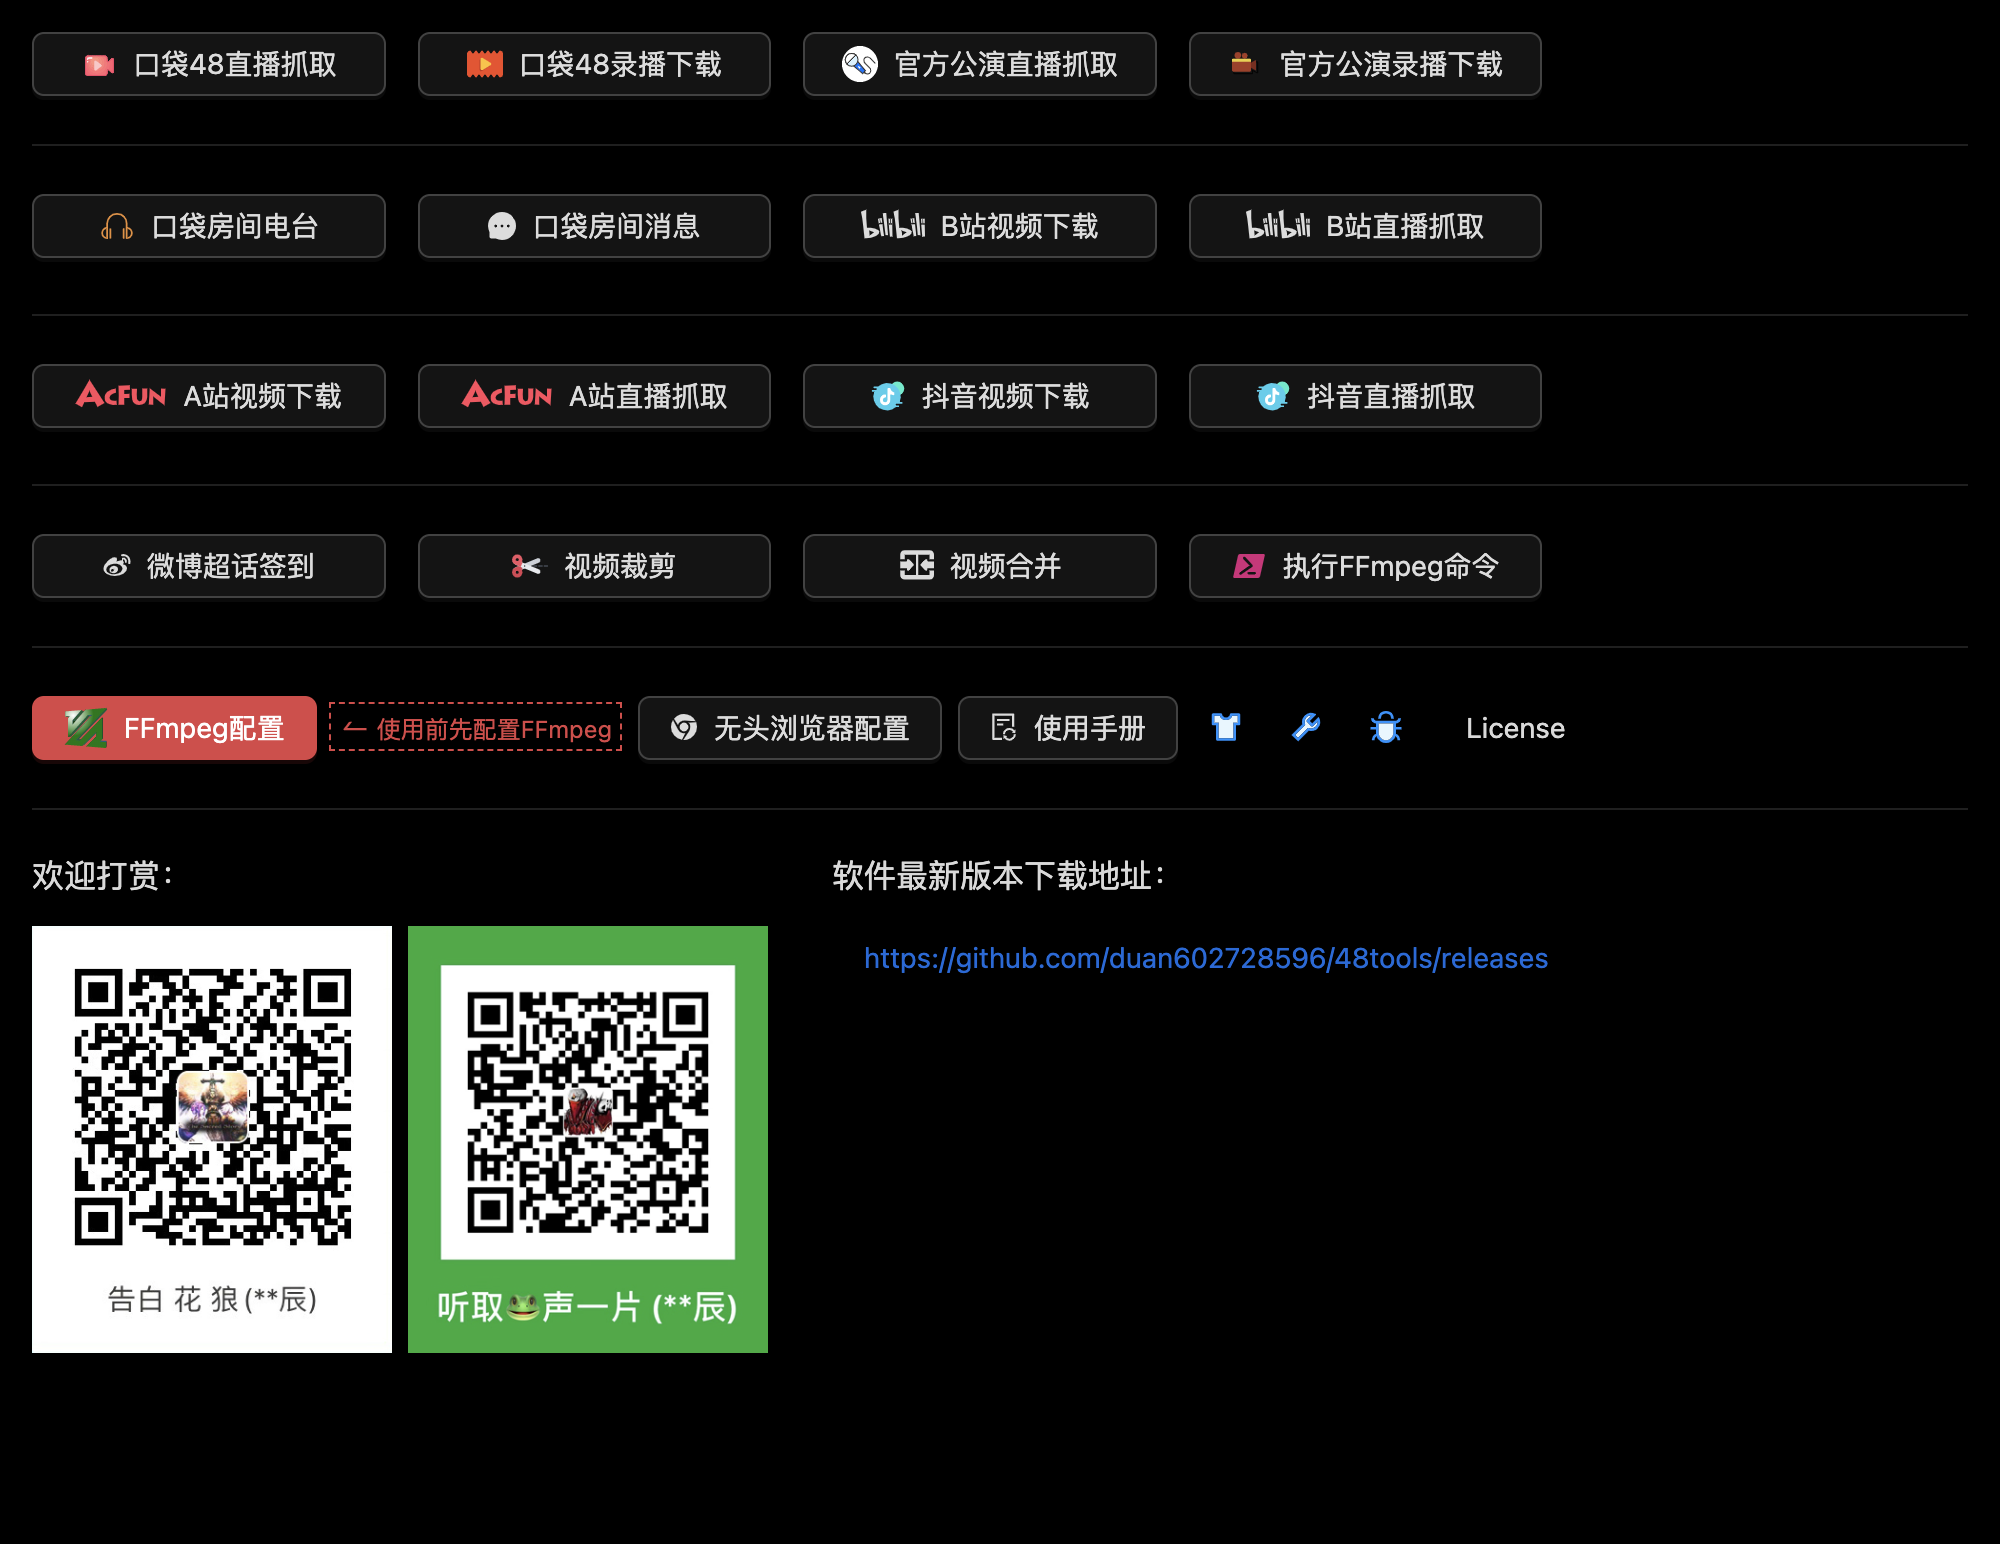 口袋48直播抓取
口袋48录播下载
官方公演直播抓取
官方公演录播下载
口袋房间电台
口袋房间消息
bilibili B站视频下载
bilibili B站直播抓取
ACFUN A站视频下载
ACFUN A站直播抓取
抖音视频下载
抖音直播抓取
微博超话签到
视频裁剪
视频合并
执行FFmpeg命令
FFmpeg配置
使用前先配置FFmpeg
无头浏览器配置
使用手册
License
欢迎打赏：
软件最新版本下载地址：
https://github.com/duan602728596/48tools/releases
告白 花 狼(**辰)
听取🐸声一片 (**辰)